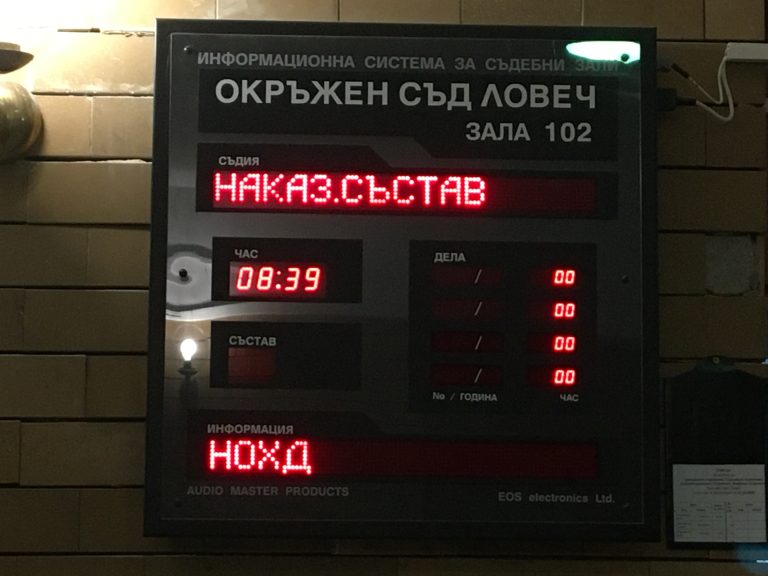 ИНФОРМАЦИОННА СИСТЕМА ЗА СЪДЕБНИ ЗАЛИ
ОКРЪЖЕН СЪД ЛОВЕЧ
ЗАЛА 102
СЪДИЯ
НАКАЗ.СЪСТАВ
ЧАС
08:39
ДЕЛА
/ 00
/ 00
/ 00
/ 00
№ / ГОДИНА ЧАС
СЪСТАВ
ИНФОРМАЦИЯ
НОХД
AUDIO MASTER PRODUCTS
EOS electronics Ltd.